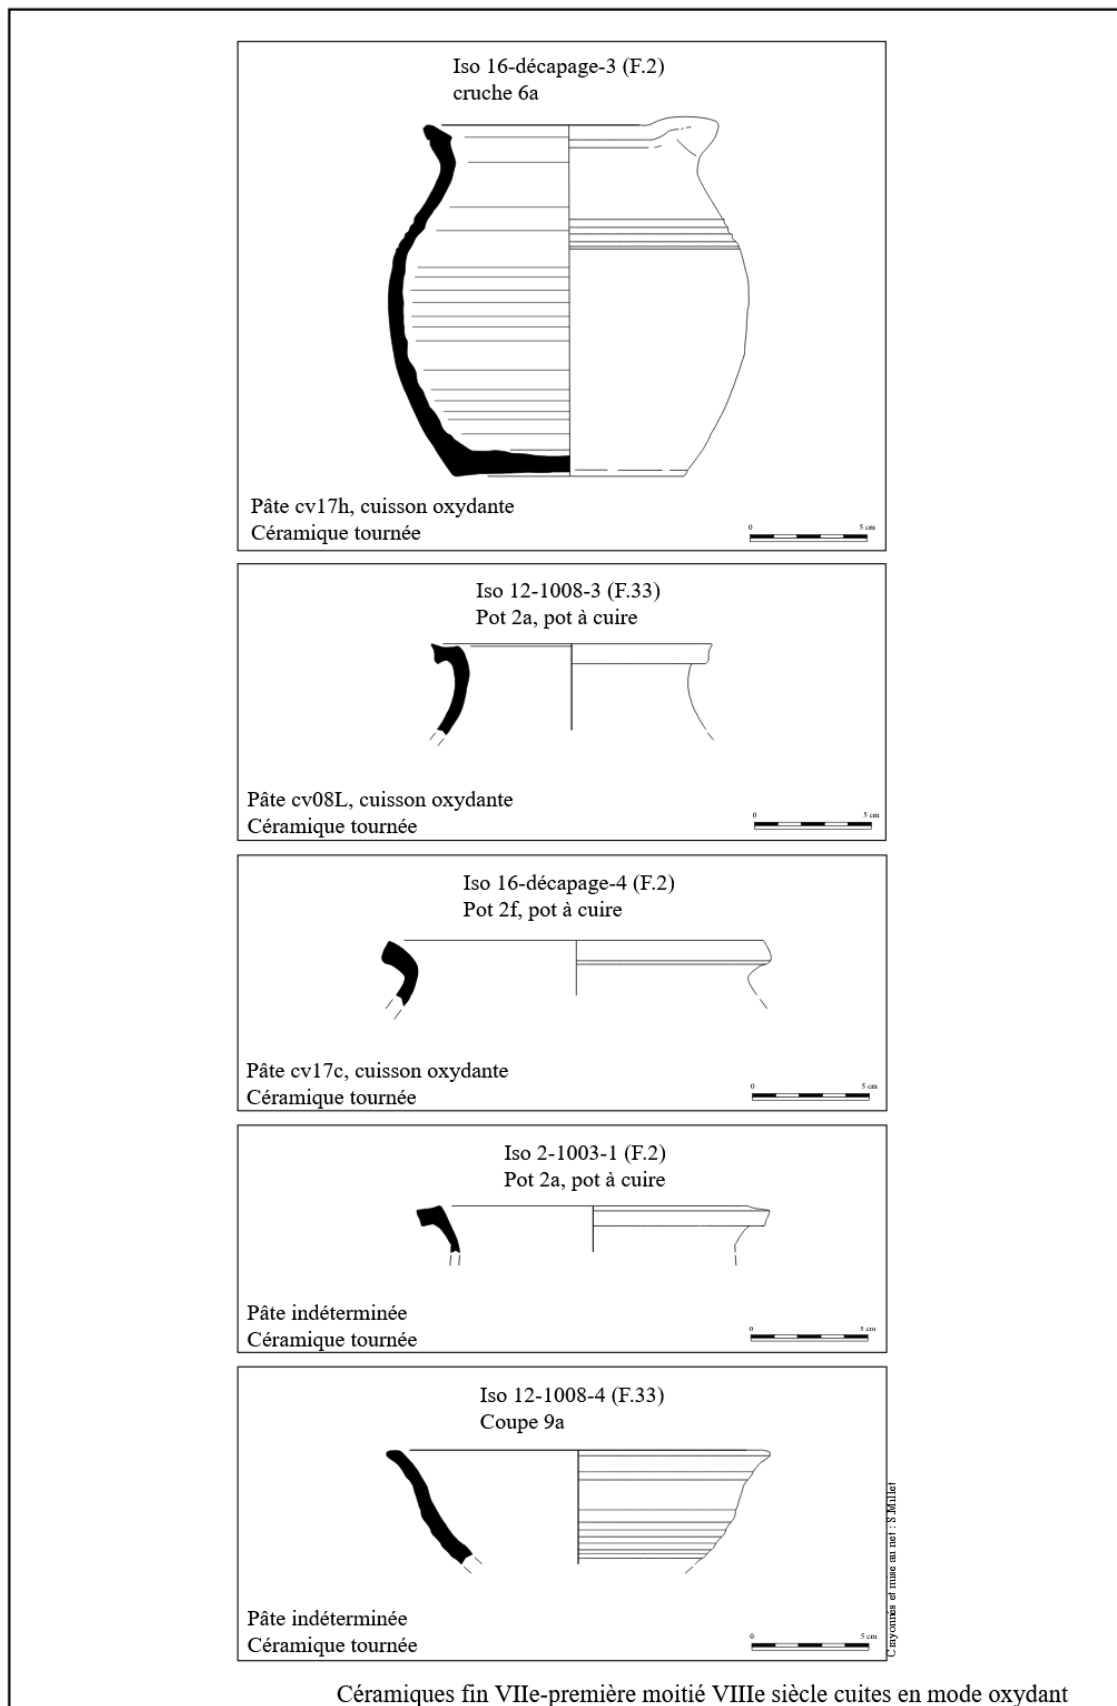 Iso 16-décapage-3 (F.2)
cruche 6a
Pâte cv17h, cuisson oxydante
Céramique tournée
0 5 cm
Iso 12-1008-3 (F.33)
Pot 2a, pot à cuire
Pâte cv08L, cuisson oxydante
Céramique tournée
0 5 cm
Iso 16-décapage-4 (F.2)
Pot 2f, pot à cuire
Pâte cv17c, cuisson oxydante
Céramique tournée
0 5 cm
Iso 2-1003-1 (F.2)
Pot 2a, pot à cuire
Pâte indéterminée
Céramique tournée
0 5 cm
Iso 12-1008-4 (F.33)
Coupe 9a
Pâte indéterminée
Céramique tournée
0 5 cm
Crayonnés et mise au net : S.Millet
Céramiques fin VIIe-première moitié VIIIe siècle cuites en mode oxydant